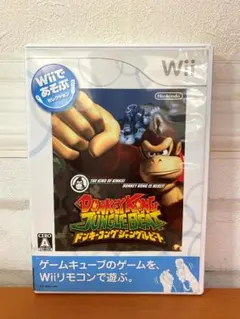 Wiiで
あそぶ
セレクション
Wii
Nintendo
THE KING OF KINGS!
DONKEY KONG IS HERE!!
DONKEY KONG
JUNGLE BEAT
ドンキーコングジャングルビート
CERO
A
ゲームキューブのゲームを、
Wiiリモコンで遊ぶ。